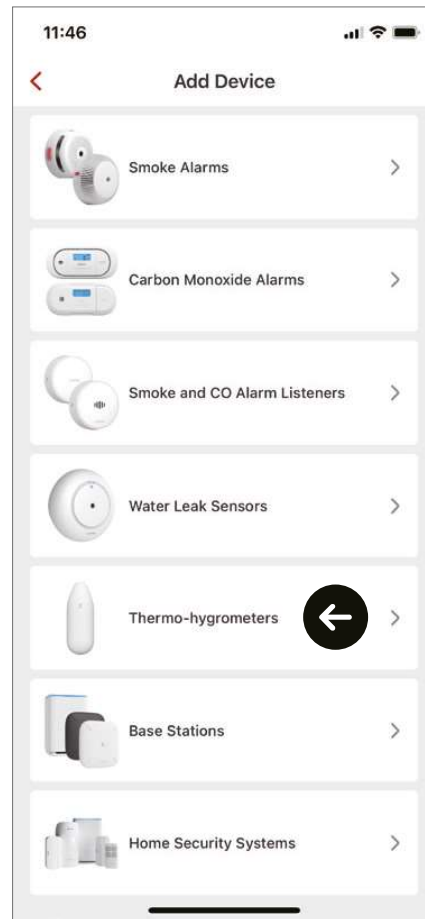 11:46
Add Device
Smoke Alarms
Carbon Monoxide Alarms
Smoke and CO Alarm Listeners
Water Leak Sensors
Thermo-hygrometers
Base Stations
Home Security Systems